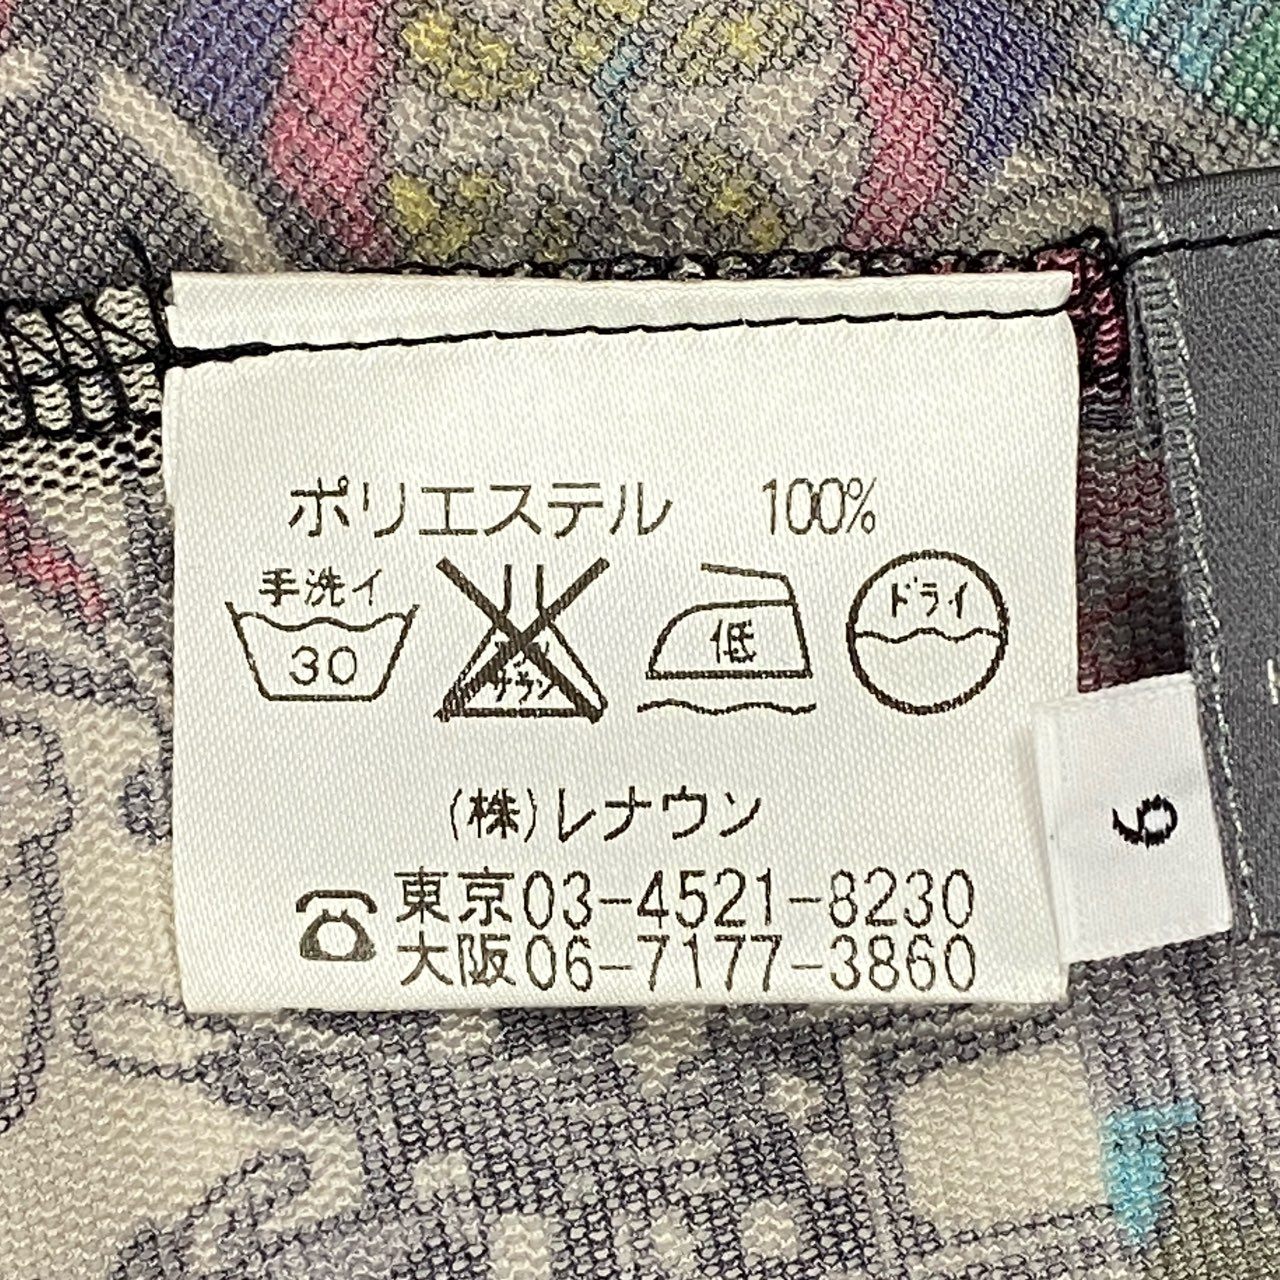 ポリエステル 100%
手洗イ
30
エンソ
サラシ
低
ドライ
(株)レナウン
☎東京03-4521-8230
大阪06-7177-3860
9